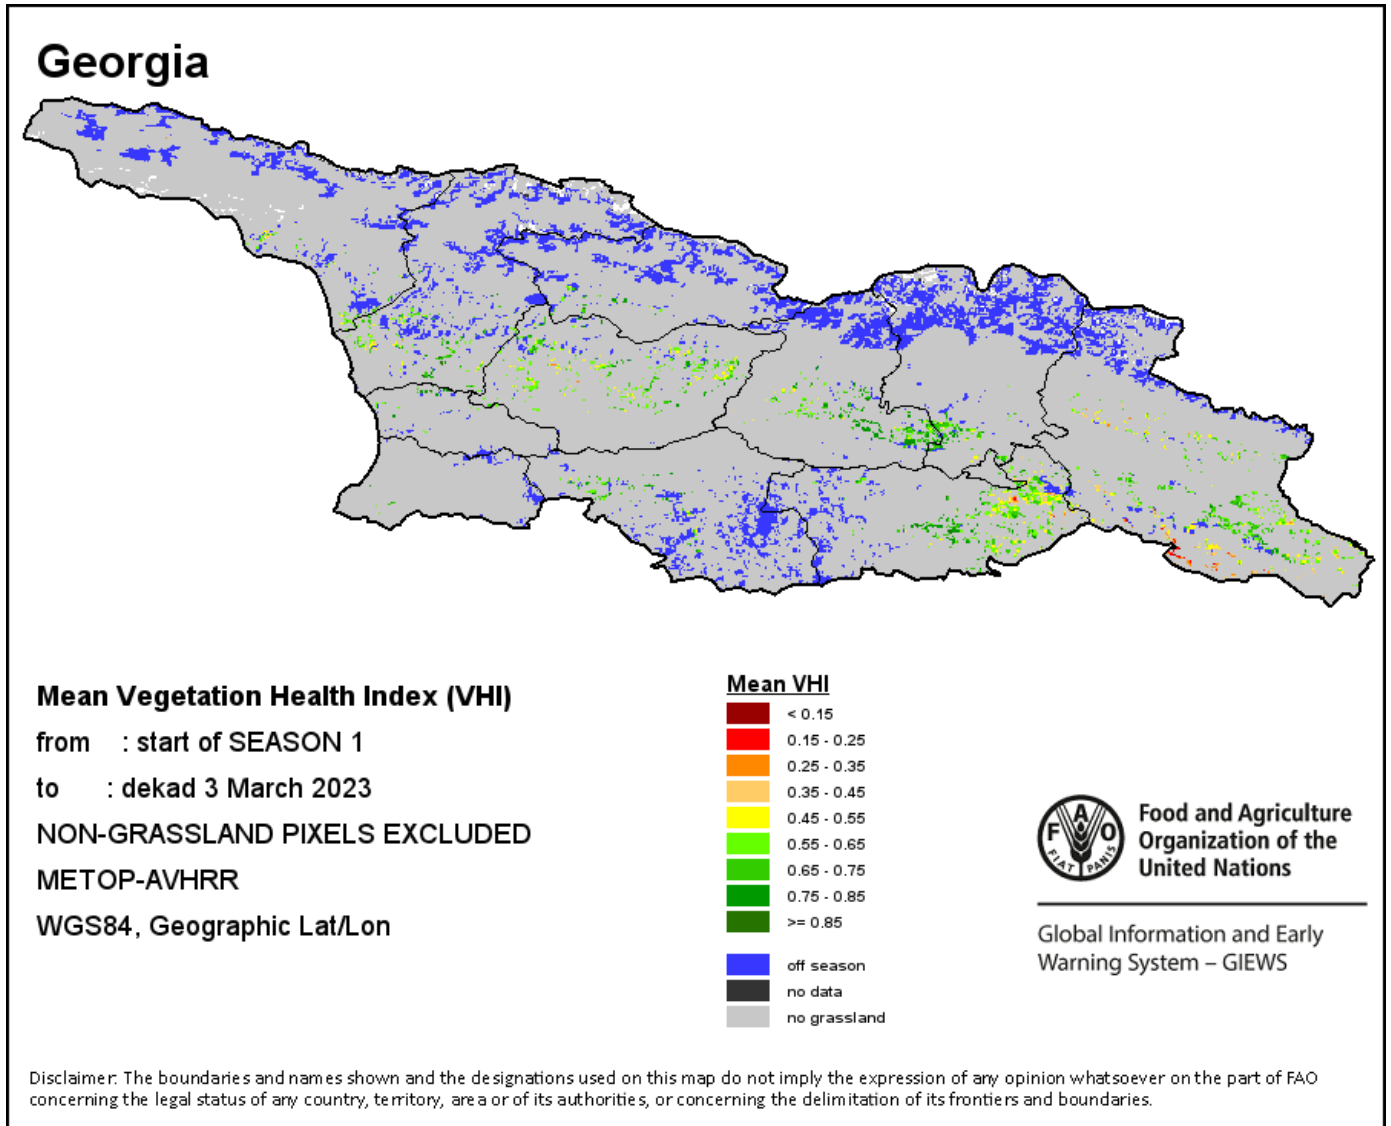 Georgia
Mean Vegetation Health Index (VHI)
from : start of SEASON 1
to : dekad 3 March 2023
NON-GRASSLAND PIXELS EXCLUDED
METOP-AVHRR
WGS84, Geographic Lat/Lon
Mean VHI
< 0.15
0.15 - 0.25
0.25 - 0.35
0.35 - 0.45
0.45 - 0.55
0.55 - 0.65
0.65 - 0.75
0.75 - 0.85
>= 0.85
off season
no data
no grassland
F A O
FIAT PANIS
Food and Agriculture
Organization of the
United Nations
Global Information and Early
Warning System – GIEWS
Disclaimer: The boundaries and names shown and the designations used on this map do not imply the expression of any opinion whatsoever on the part of FAO
concerning the legal status of any country, territory, area or of its authorities, or concerning the delimitation of its frontiers and boundaries.